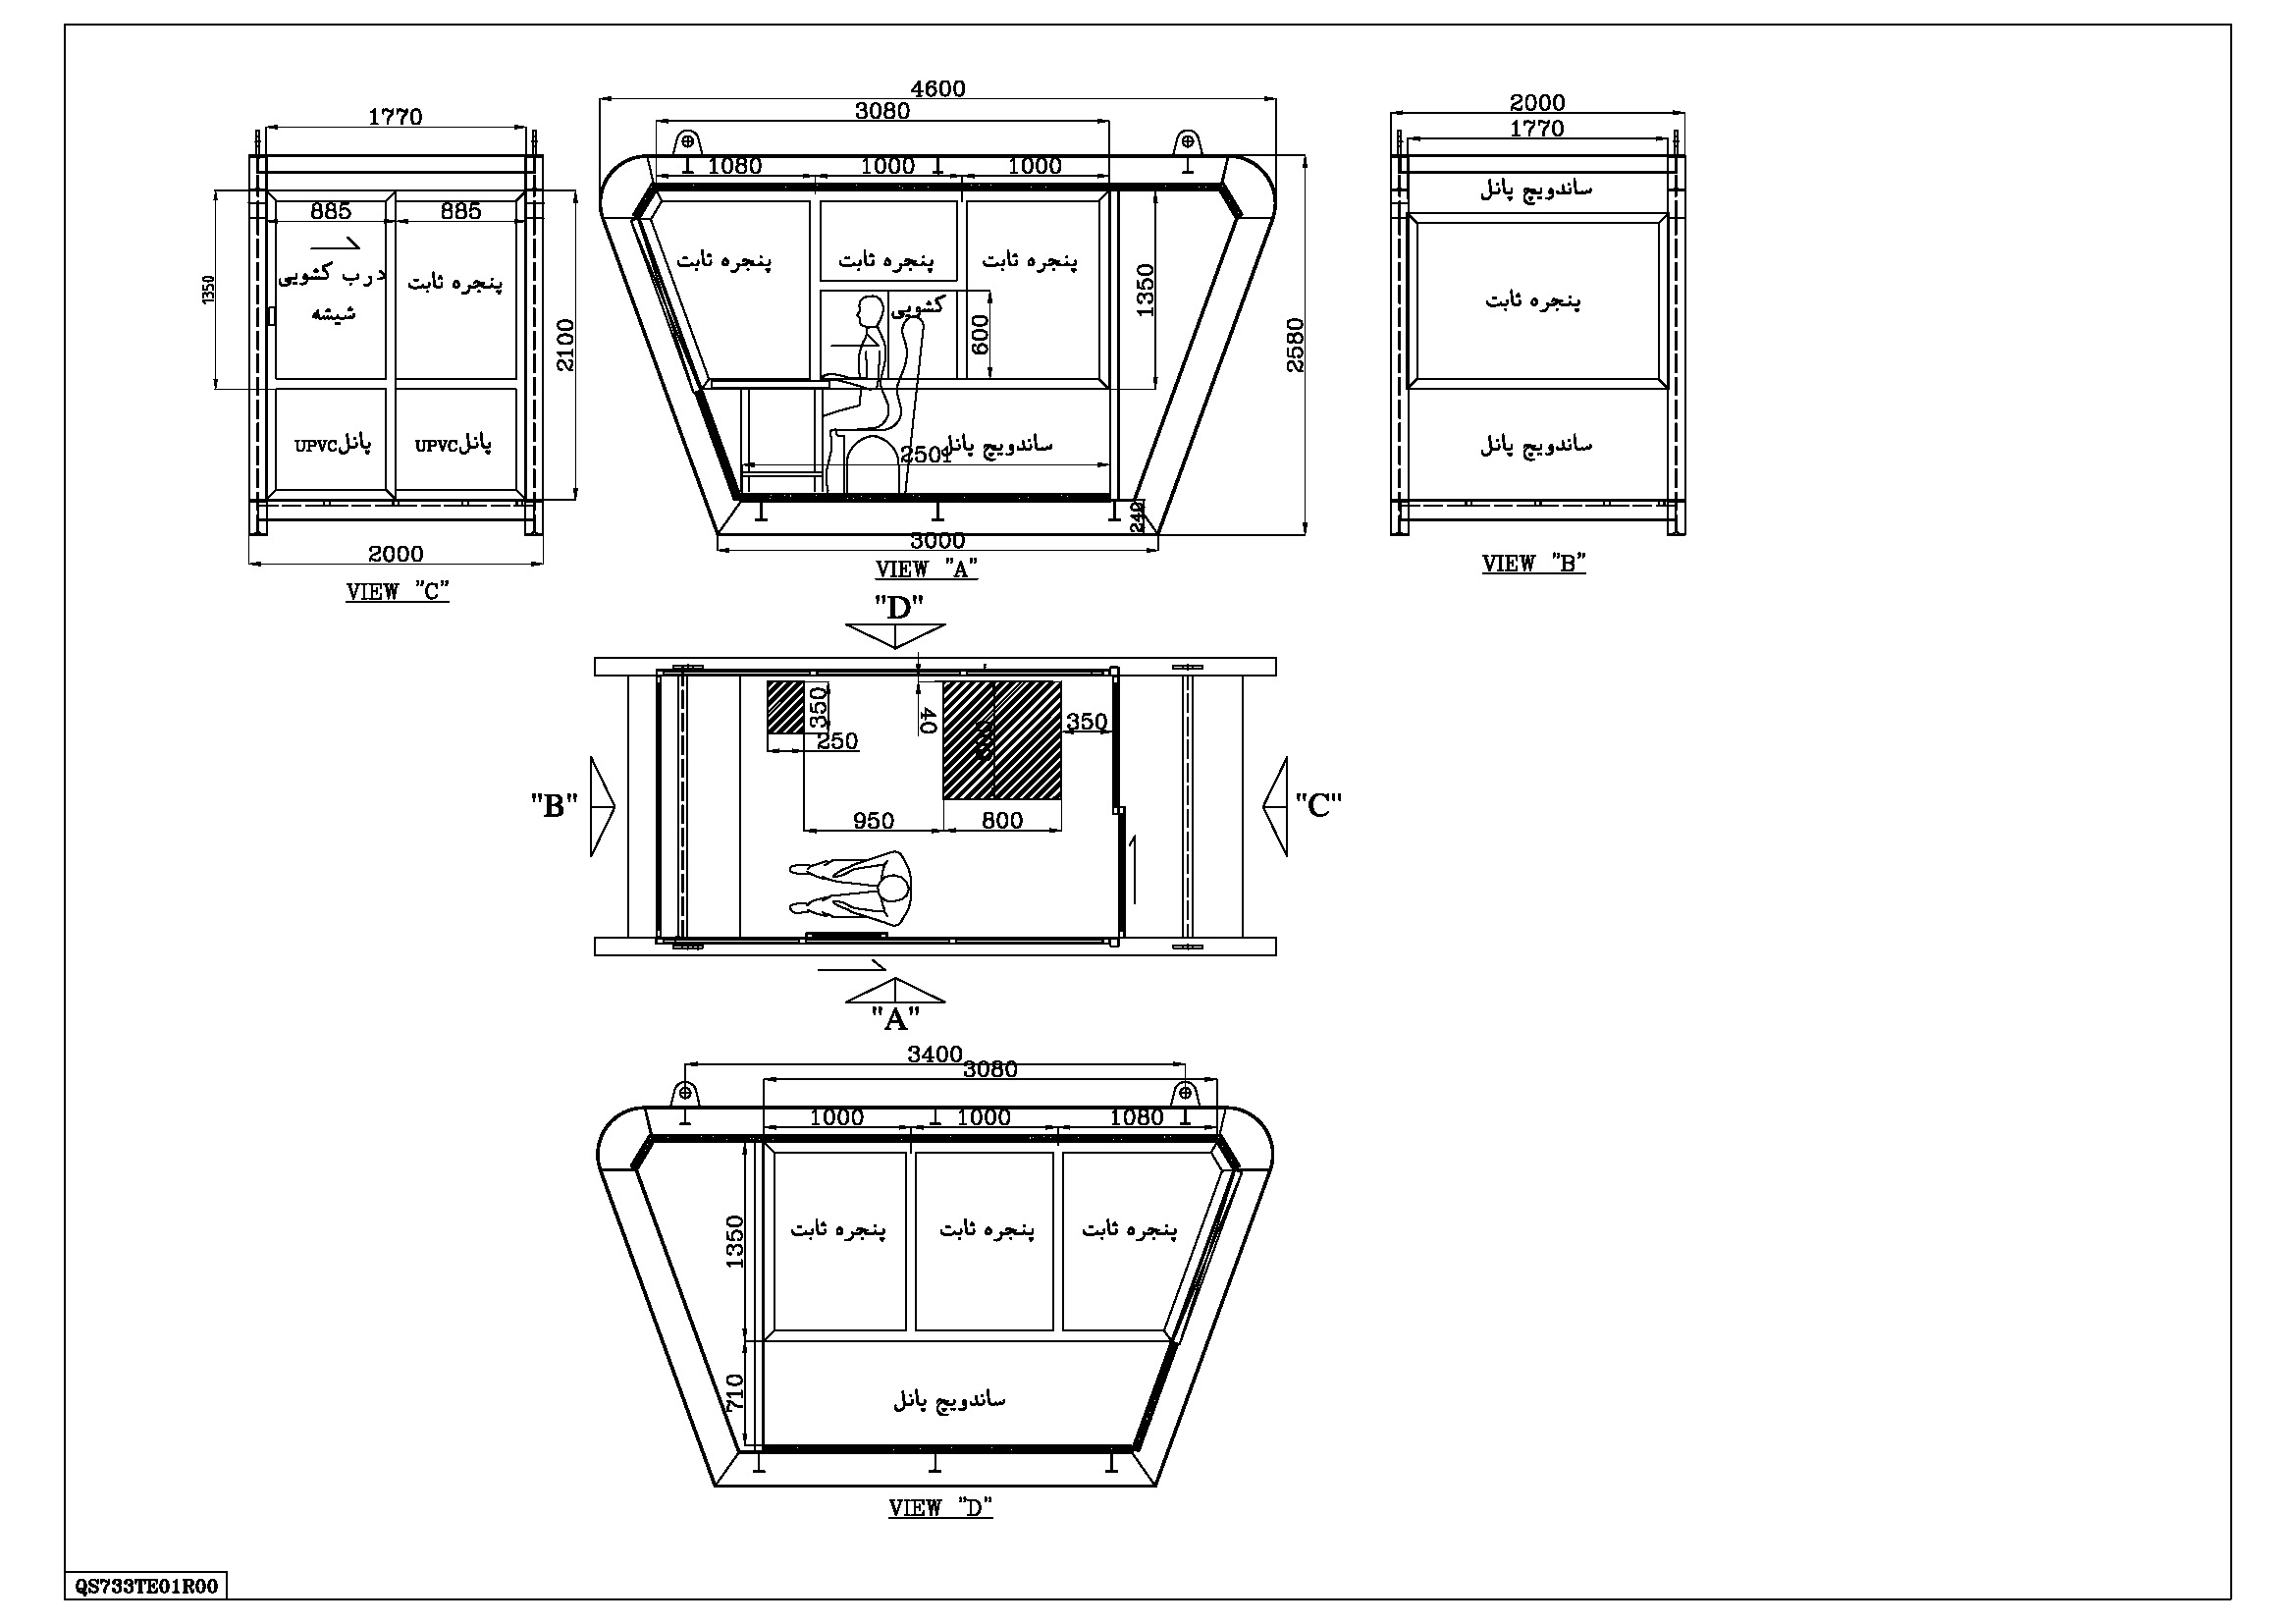 4600
3080
1080
1000
1000
پنجره ثابت
پنجره ثابت
پنجره ثابت
کشویی
600
1350
2580
ساندویچ پانل
2501
240
3000
VIEW "A"
1770
885
885
1350
درب کشویی
شیشه
پنجره ثابت
2100
UPVCپانل
UPVCپانل
2000
VIEW "C"
2000
1770
ساندویچ پانل
پنجره ثابت
ساندویچ پانل
VIEW "B"
"D"
350
250
40
800
350
950
800
"B"
"C"
"A"
3400
3080
1000
1000
1080
1350
پنجره ثابت
پنجره ثابت
پنجره ثابت
710
ساندویچ پانل
VIEW "D"
QS733TE01R00